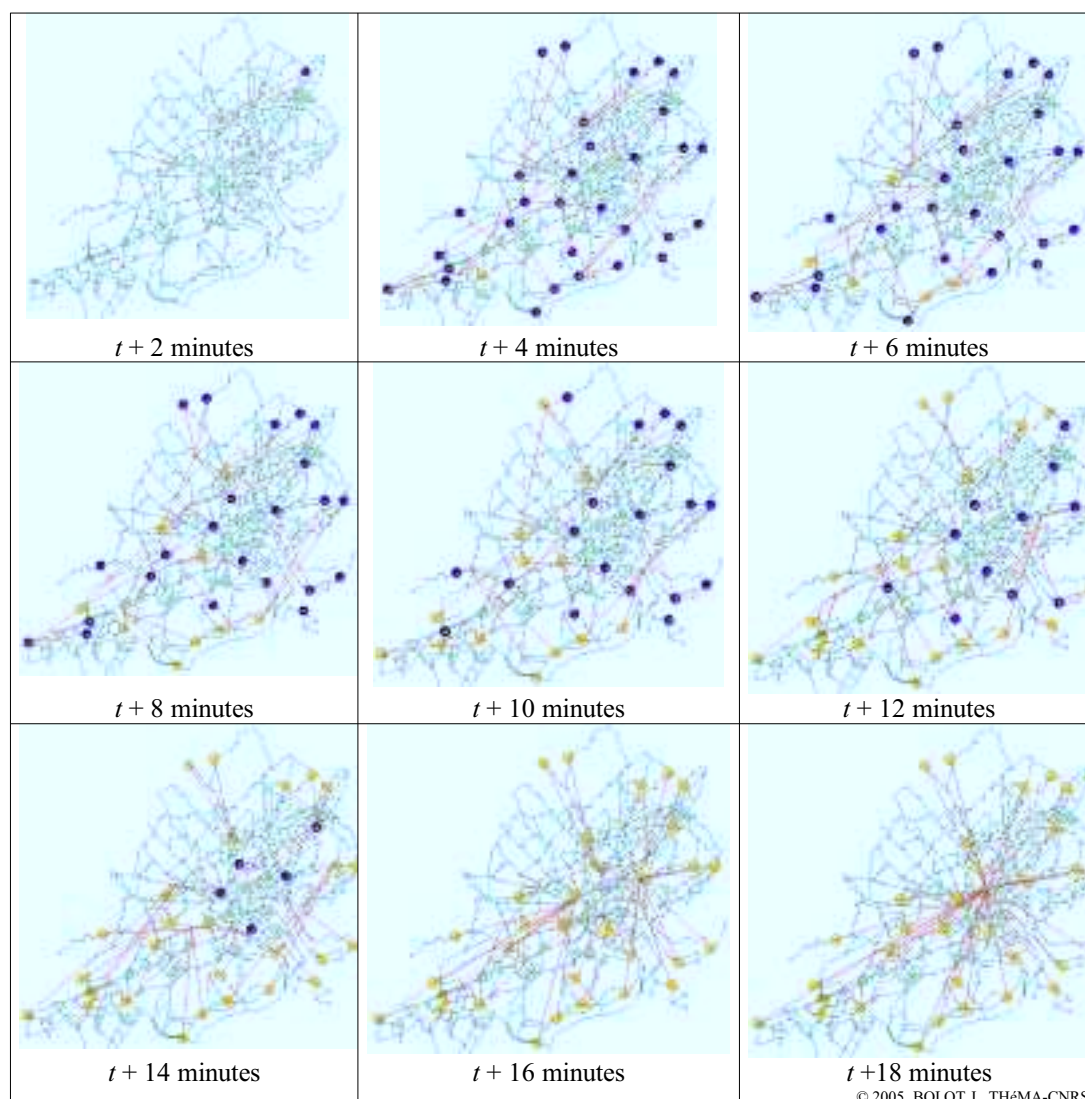 t + 2 minutes
t + 4 minutes
t + 6 minutes
t + 8 minutes
t + 10 minutes
t + 12 minutes
t + 14 minutes
t + 16 minutes
t +18 minutes
© 2005, BOLOT J., THéMA-CNRS